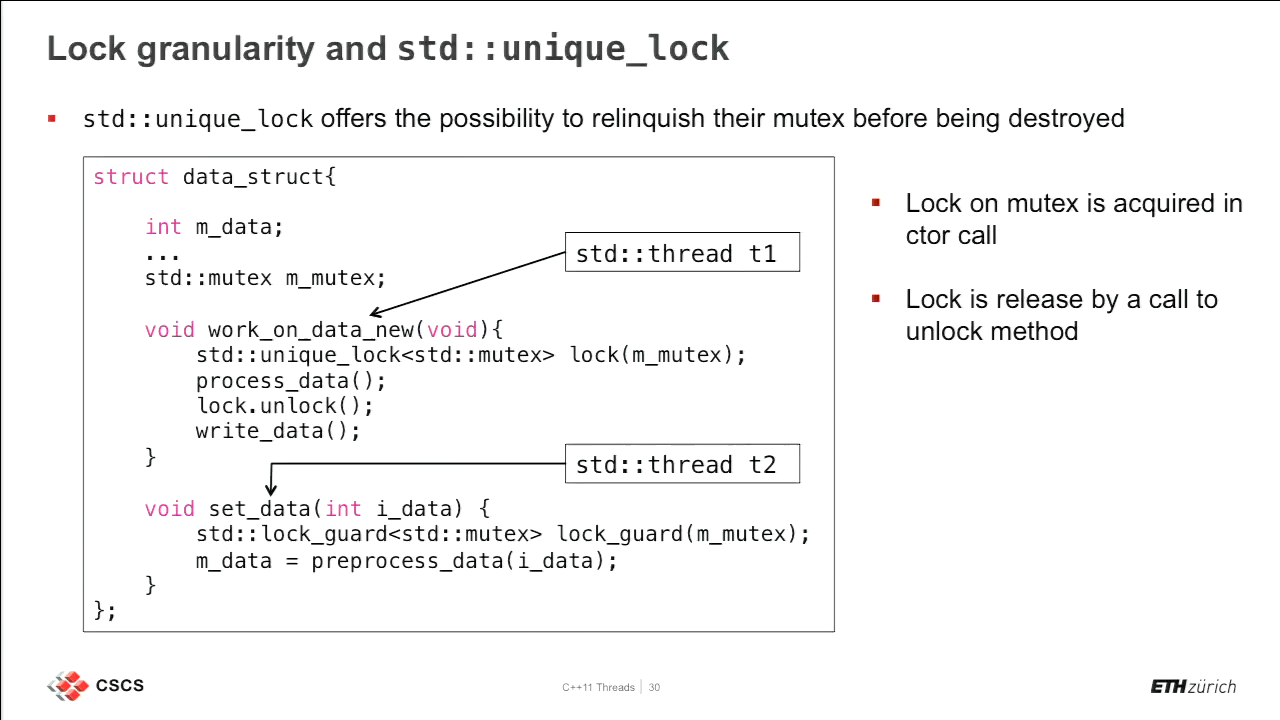 Lock granularity and std::unique_lock
▪ std::unique_lock offers the possibility to relinquish their mutex before being destroyed
struct data_struct{
int m_data;
...
std::mutex m_mutex;
std::thread t1
void work_on_data_new(void){
std::unique_lock<std::mutex> lock(m_mutex);
process_data();
lock.unlock();
write_data();
}
std::thread t2
void set_data(int i_data) {
std::lock_guard<std::mutex> lock_guard(m_mutex);
m_data = preprocess_data(i_data);
}
};
▪ Lock on mutex is acquired in
ctor call
▪ Lock is release by a call to
unlock method
CSCS
C++11 Threads | 30
ETH zürich